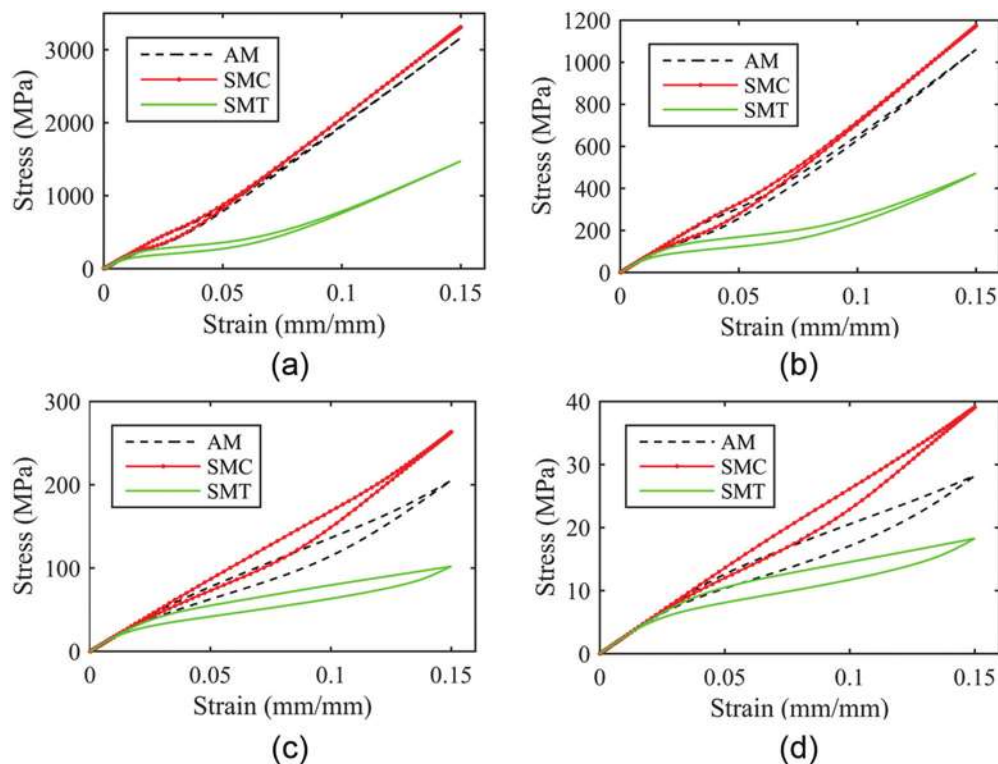 3000
2000
1000
0
Stress (MPa)
AM
SMC
SMT
0
0.05
0.1
0.15
Strain (mm/mm)
(a)
1200
1000
800
600
400
200
0
Stress (MPa)
AM
SMC
SMT
0
0.05
0.1
0.15
Strain (mm/mm)
(b)
300
200
100
0
Stress (MPa)
AM
SMC
SMT
0
0.05
0.1
0.15
Strain (mm/mm)
(c)
40
30
20
10
0
Stress (MPa)
AM
SMC
SMT
0
0.05
0.1
0.15
Strain (mm/mm)
(d)